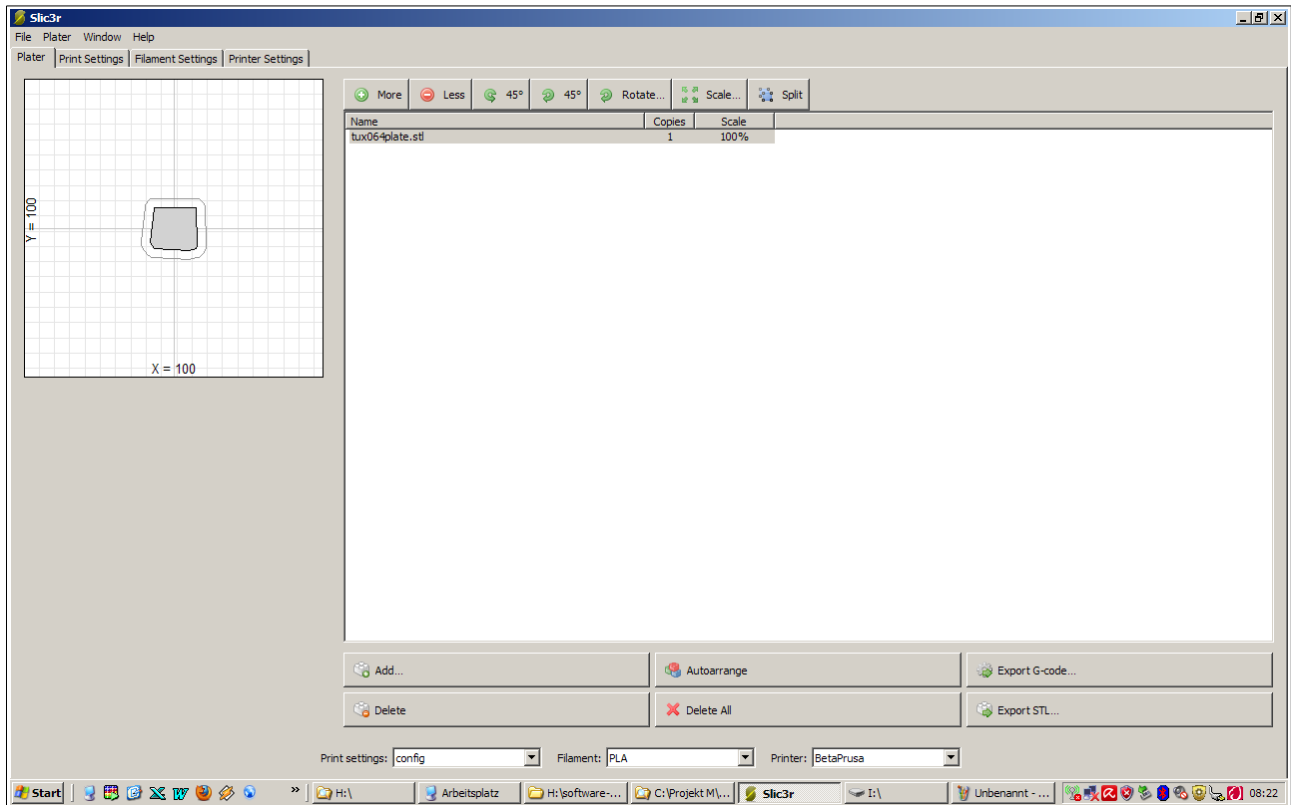 Slic3r
File Plater Window Help
Plater Print Settings Filament Settings Printer Settings
More Less 45° 45° Rotate... Scale... Split
Name Copies Scale
tux064plate.stl 1 100%
Y = 100
X = 100
Add... Autoarrange Export G-code...
Delete Delete All Export STL...
Print settings: config Filament: PLA Printer: BetaPrusa
Start » H:\ Arbeitsplatz H:\software-... C:\Projekt M\... Slic3r I:\ Unbenannt - ... 08:22